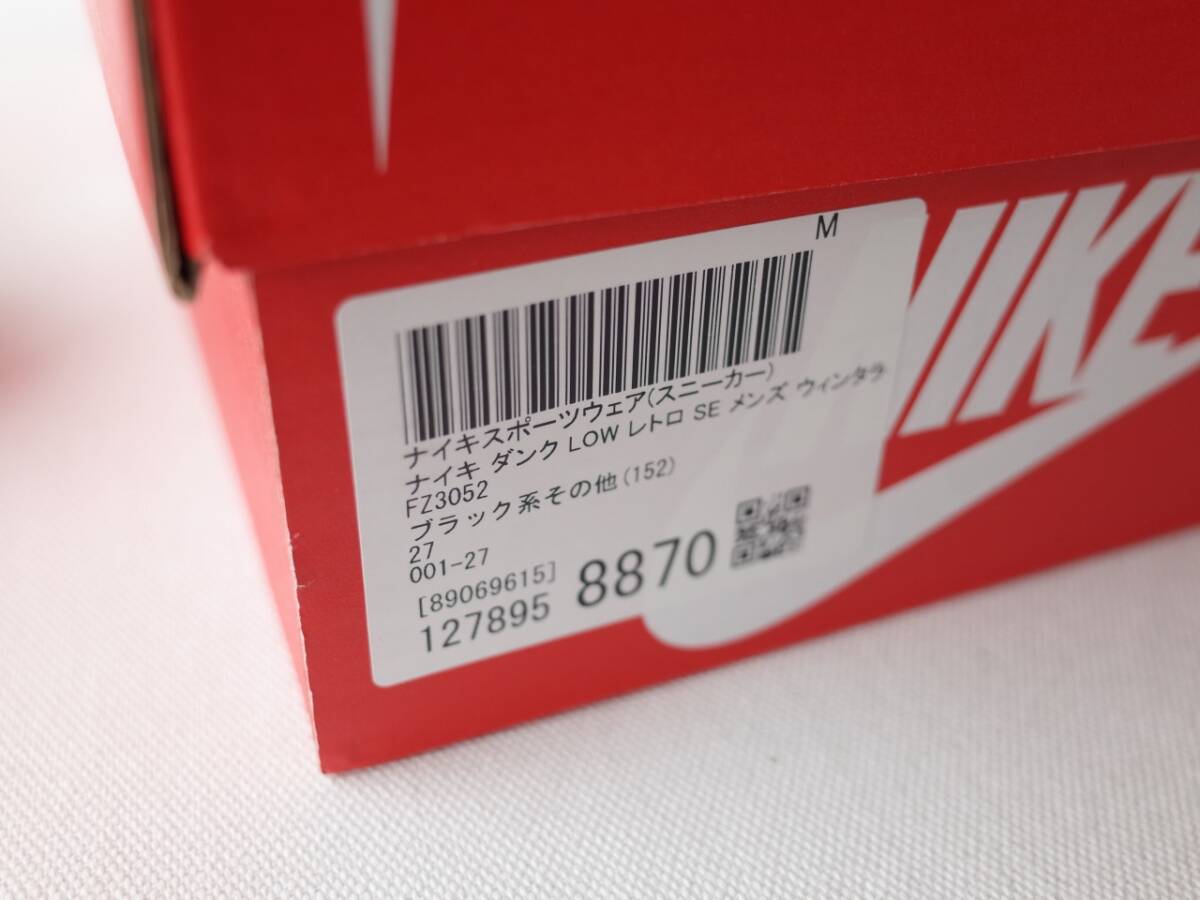 NIKE
M
ナイキスポーツウェア(スニーカー)
ナイキ ダンク LOW レトロ SE メンズ ウィンタラ
FZ3052
ブラック系その他(152)
27
001-27
[89069615]
127895 8870